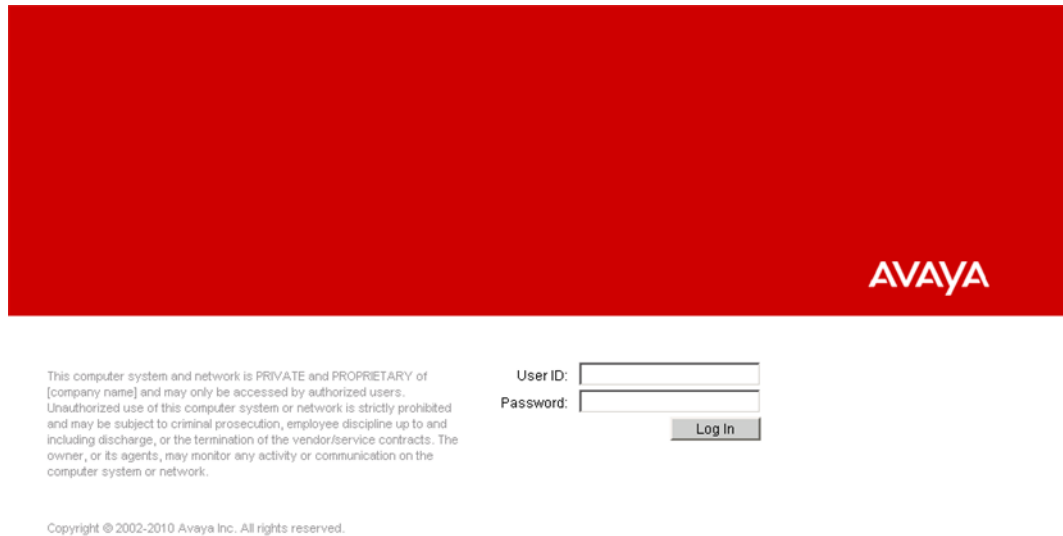 AVAYA
This computer system and network is PRIVATE and PROPRIETARY of
[company name] and may only be accessed by authorized users.
Unauthorized use of this computer system or network is strictly prohibited
and may be subject to criminal prosecution, employee discipline up to and
including discharge, or the termination of the vendor/service contracts. The
owner, or its agents, may monitor any activity or communication on the
computer system or network.
User ID:
Password:
Log In
Copyright © 2002-2010 Avaya Inc. All rights reserved.